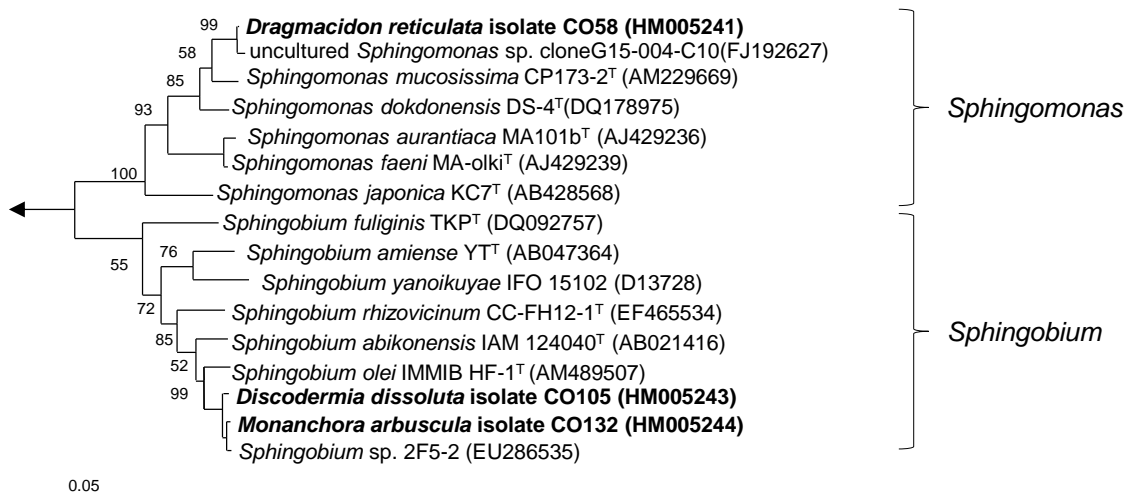 99
Dragmacidon reticulata isolate CO58 (HM005241)
58
uncultured Sphingomonas sp. cloneG15-004-C10(FJ192627)
85
Sphingomonas mucosissima CP173-2ᵀ (AM229669)
93
Sphingomonas dokdonensis DS-4ᵀ(DQ178975)
Sphingomonas
Sphingomonas aurantiaca MA101bᵀ (AJ429236)
Sphingomonas faeni MA-olkiᵀ (AJ429239)
100
Sphingomonas japonica KC7ᵀ (AB428568)
Sphingobium fuliginis TKPᵀ (DQ092757)
55
76
Sphingobium amiense YTᵀ (AB047364)
Sphingobium yanoikuyae IFO 15102 (D13728)
72
Sphingobium rhizovicinum CC-FH12-1ᵀ (EF465534)
Sphingobium
85
Sphingobium abikonensis IAM 124040ᵀ (AB021416)
52
Sphingobium olei IMMIB HF-1ᵀ (AM489507)
99
Discodermia dissoluta isolate CO105 (HM005243)
Monanchora arbuscula isolate CO132 (HM005244)
Sphingobium sp. 2F5-2 (EU286535)
0.05